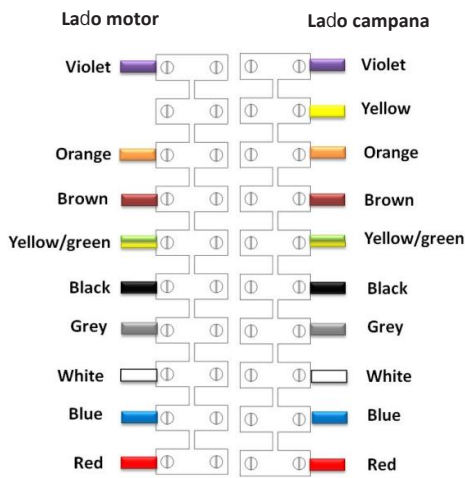 Lado motor
Lado campana
Violet
Violet
Yellow
Orange
Orange
Brown
Brown
Yellow/green
Yellow/green
Black
Black
Grey
Grey
White
White
Blue
Blue
Red
Red